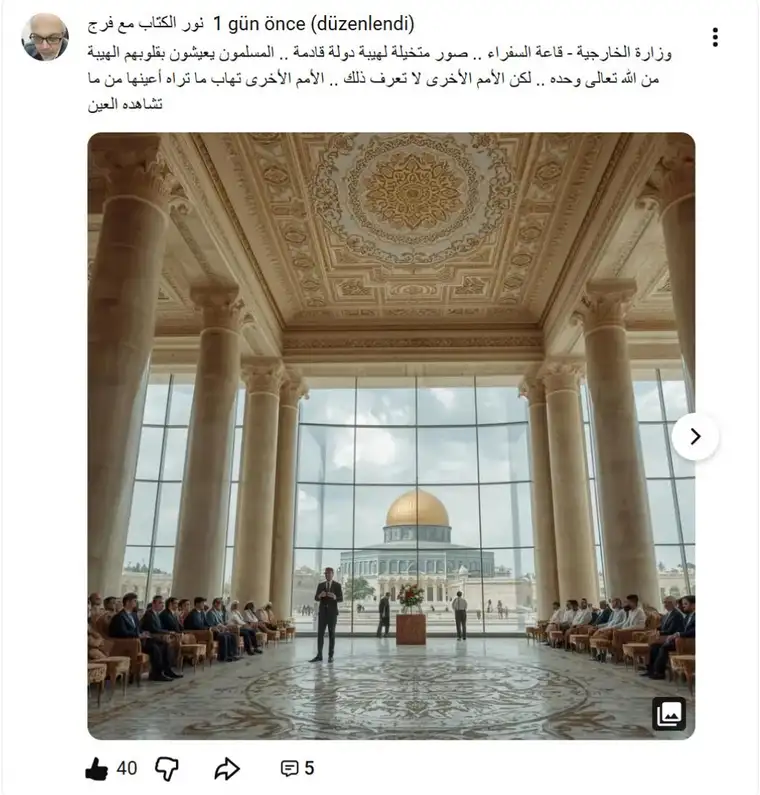 نور الكتاب مع فرج 1 gün önce (düzenlendi)
وزارة الخارجية - قاعة السفراء .. صور متخيلة لهيبة دولة قادمة .. المسلمون يعيشون بقلوبهم الهيبة
من الله تعالى وحده .. لكن الأمم الأخرى لا تعرف ذلك .. الأمم الأخرى تهاب ما تراه أعينها من ما
تشاهده العين
40 5